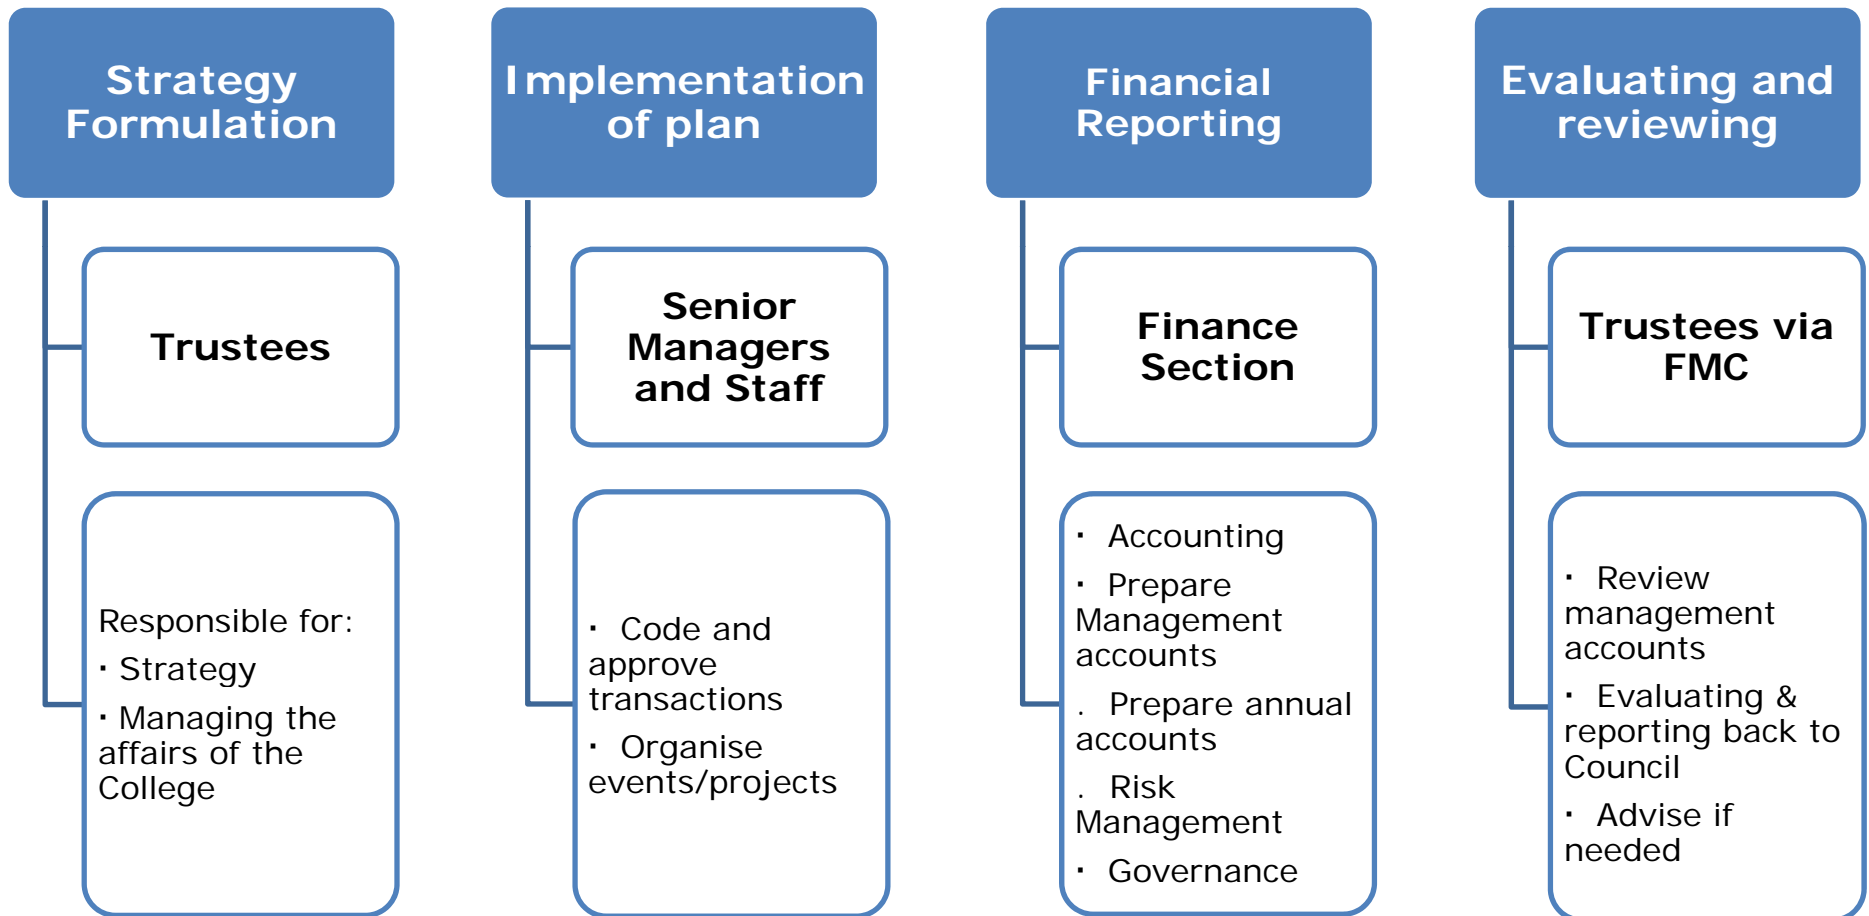 Strategy
Formulation
Trustees
Responsible for:
· Strategy
· Managing the
affairs of the
College
Implementation
of plan
Senior
Managers
and Staff
· Code and
approve
transactions
· Organise
events/projects
Financial
Reporting
Finance
Section
· Accounting
· Prepare
Management
accounts
. Prepare annual
accounts
. Risk
Management
· Governance
Evaluating and
reviewing
Trustees via
FMC
· Review
management
accounts
· Evaluating &
reporting back to
Council
· Advise if
needed